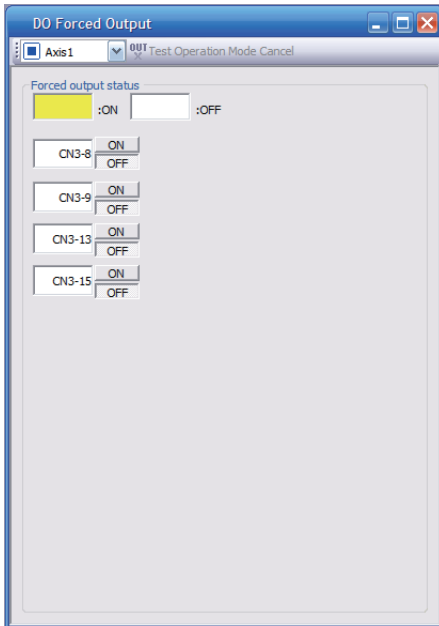 DO Forced Output
Axis1 OUT Test Operation Mode Cancel
Forced output status
:ON :OFF
CN3-8 ON
OFF
CN3-9 ON
OFF
CN3-13 ON
OFF
CN3-15 ON
OFF